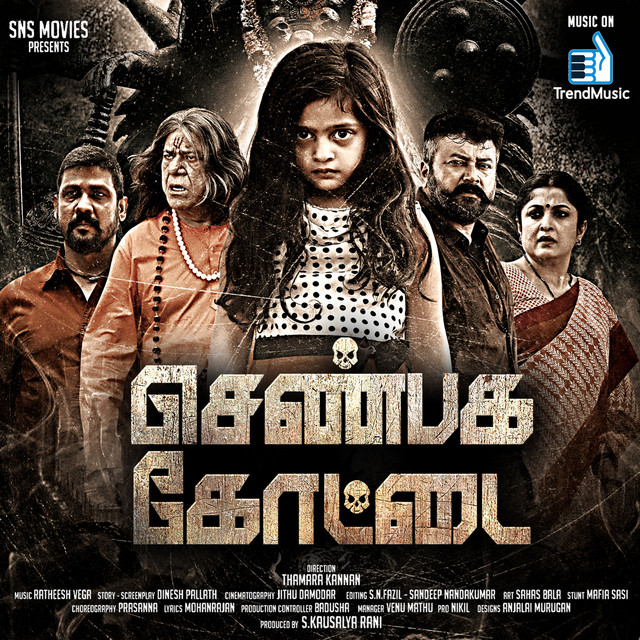 SNS MOVIES
PRESENTS
MUSIC ON
TrendMusic
செண்பக
கோட்டை
DIRECTION
THAMARA KANNAN
MUSIC RATHEESH VEGA STORY - SCREENPLAY DINESH PALLATH CINEMATOGRAPHY JITHU DAMODAR EDITING S.N.FAZIL - SANDEEP NANDAKUMAR ART SAHAS BALA STUNT MAFIA SASI
CHOREOGRAPHY PRASANNA LYRICS MOHANRAJAN PRODUCTION CONTROLLER BADUSHA MANAGER VENU MATHU PRO NIKIL DESIGNS ANJALAI MURUGAN
PRODUCED BY S.KAUSALYA RANI